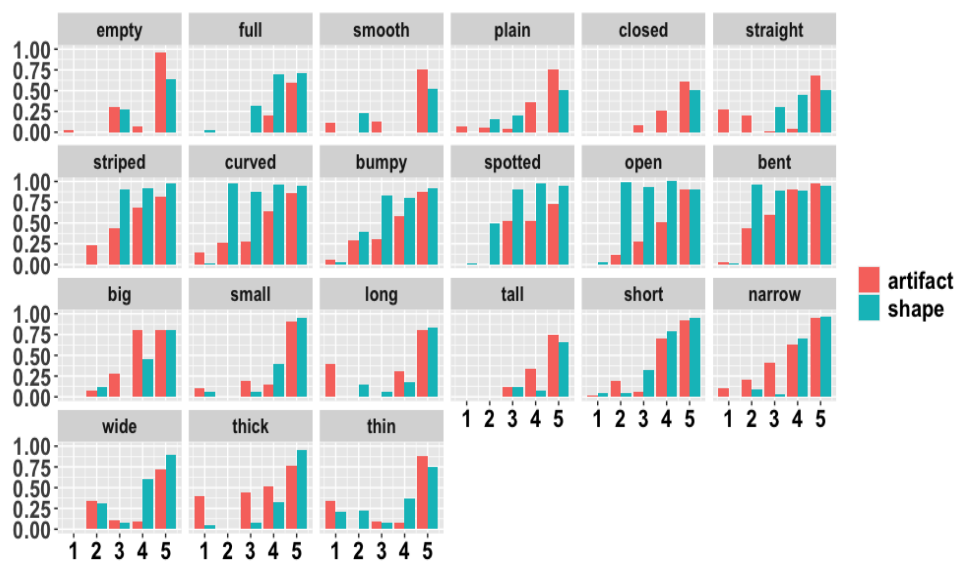 empty full smooth plain closed straight
1.00
0.75
0.50
0.25
0.00
striped curved bumpy spotted open bent
1.00
0.75
0.50
0.25
0.00
big small long tall short narrow
1.00
0.75
0.50
0.25
0.00
1 2 3 4 5 1 2 3 4 5 1 2 3 4 5
wide thick thin
1.00
0.75
0.50
0.25
0.00
1 2 3 4 5 1 2 3 4 5 1 2 3 4 5
artifact
shape